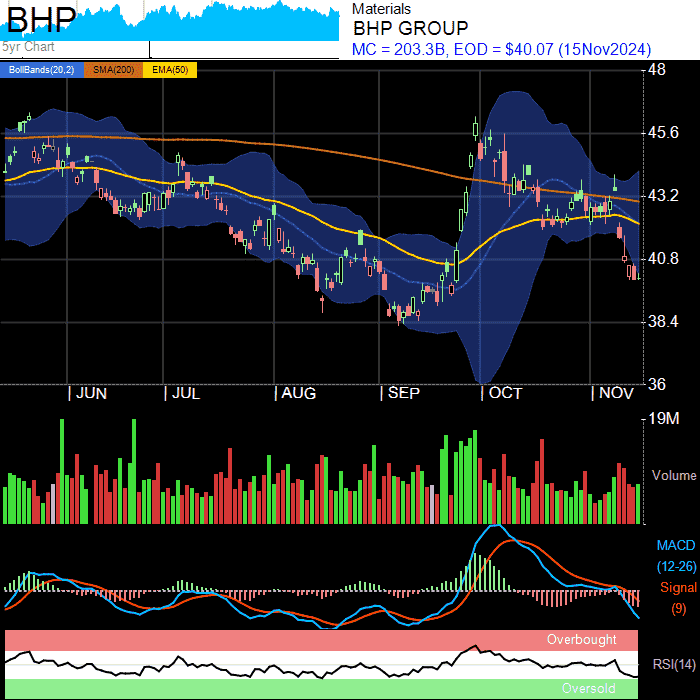 BHP
5yr Chart
Materials
BHP GROUP
MC = 203.3B, EOD = $40.07 (15Nov2024)
BollBands(20,2) SMA(200) EMA(50)
48
45.6
43.2
40.8
38.4
36
JUN JUL AUG SEP OCT NOV
19M
Volume
MACD
(12-26)
Signal
(9)
Overbought
RSI(14)
Oversold